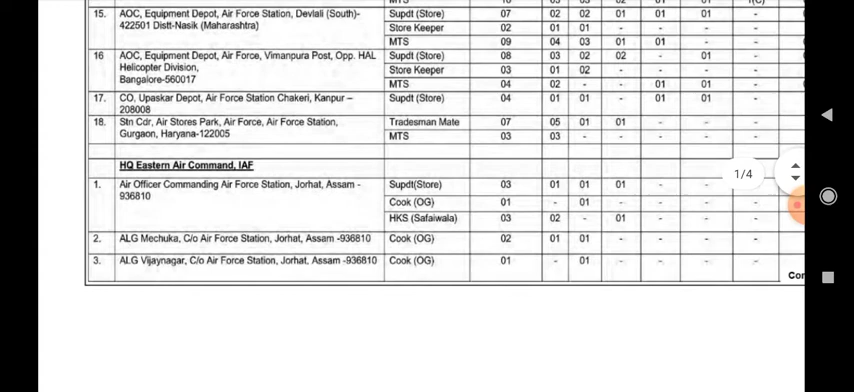 15. AOC, Equipment Depot, Air Force Station, Devlali (South)- Supdt (Store) 07 02 02 01 01 01 -
422501 Distt-Nasik (Maharashtra) Store Keeper 02 01 01 - - - -
MTS 09 04 03 01 01 - -
16 AOC, Equipment Depot, Air Force, Vimanpura Post, Opp. HAL Supdt (Store) 08 03 02 02 - 01 -
Helicopter Division, Store Keeper 03 01 02 - - - -
Bangalore-560017 MTS 04 02 - - 01 01 -
17. CO, Upaskar Depot, Air Force Station Chakeri, Kanpur – Supdt (Store) 04 01 01 - 01 01 -
208008
18. Stn Cdr, Air Stores Park, Air Force, Air Force Station, Tradesman Mate 07 05 01 01 - - -
Gurgaon, Haryana-122005 MTS 03 03 - - - - -
HQ Eastern Air Command, IAF
1/4
1. Air Officer Commanding Air Force Station, Jorhat, Assam - Supdt(Store) 03 01 01 01 - - -
936810 Cook (OG) 01 - 01 - - - -
HKS (Safaiwala) 03 02 - 01 - - -
2. ALG Mechuka, C/o Air Force Station, Jorhat, Assam -936810 Cook (OG) 02 01 01 - - - -
3. ALG Vijaynagar, C/o Air Force Station, Jorhat, Assam -936810 Cook (OG) 01 - 01 - - - -
Con